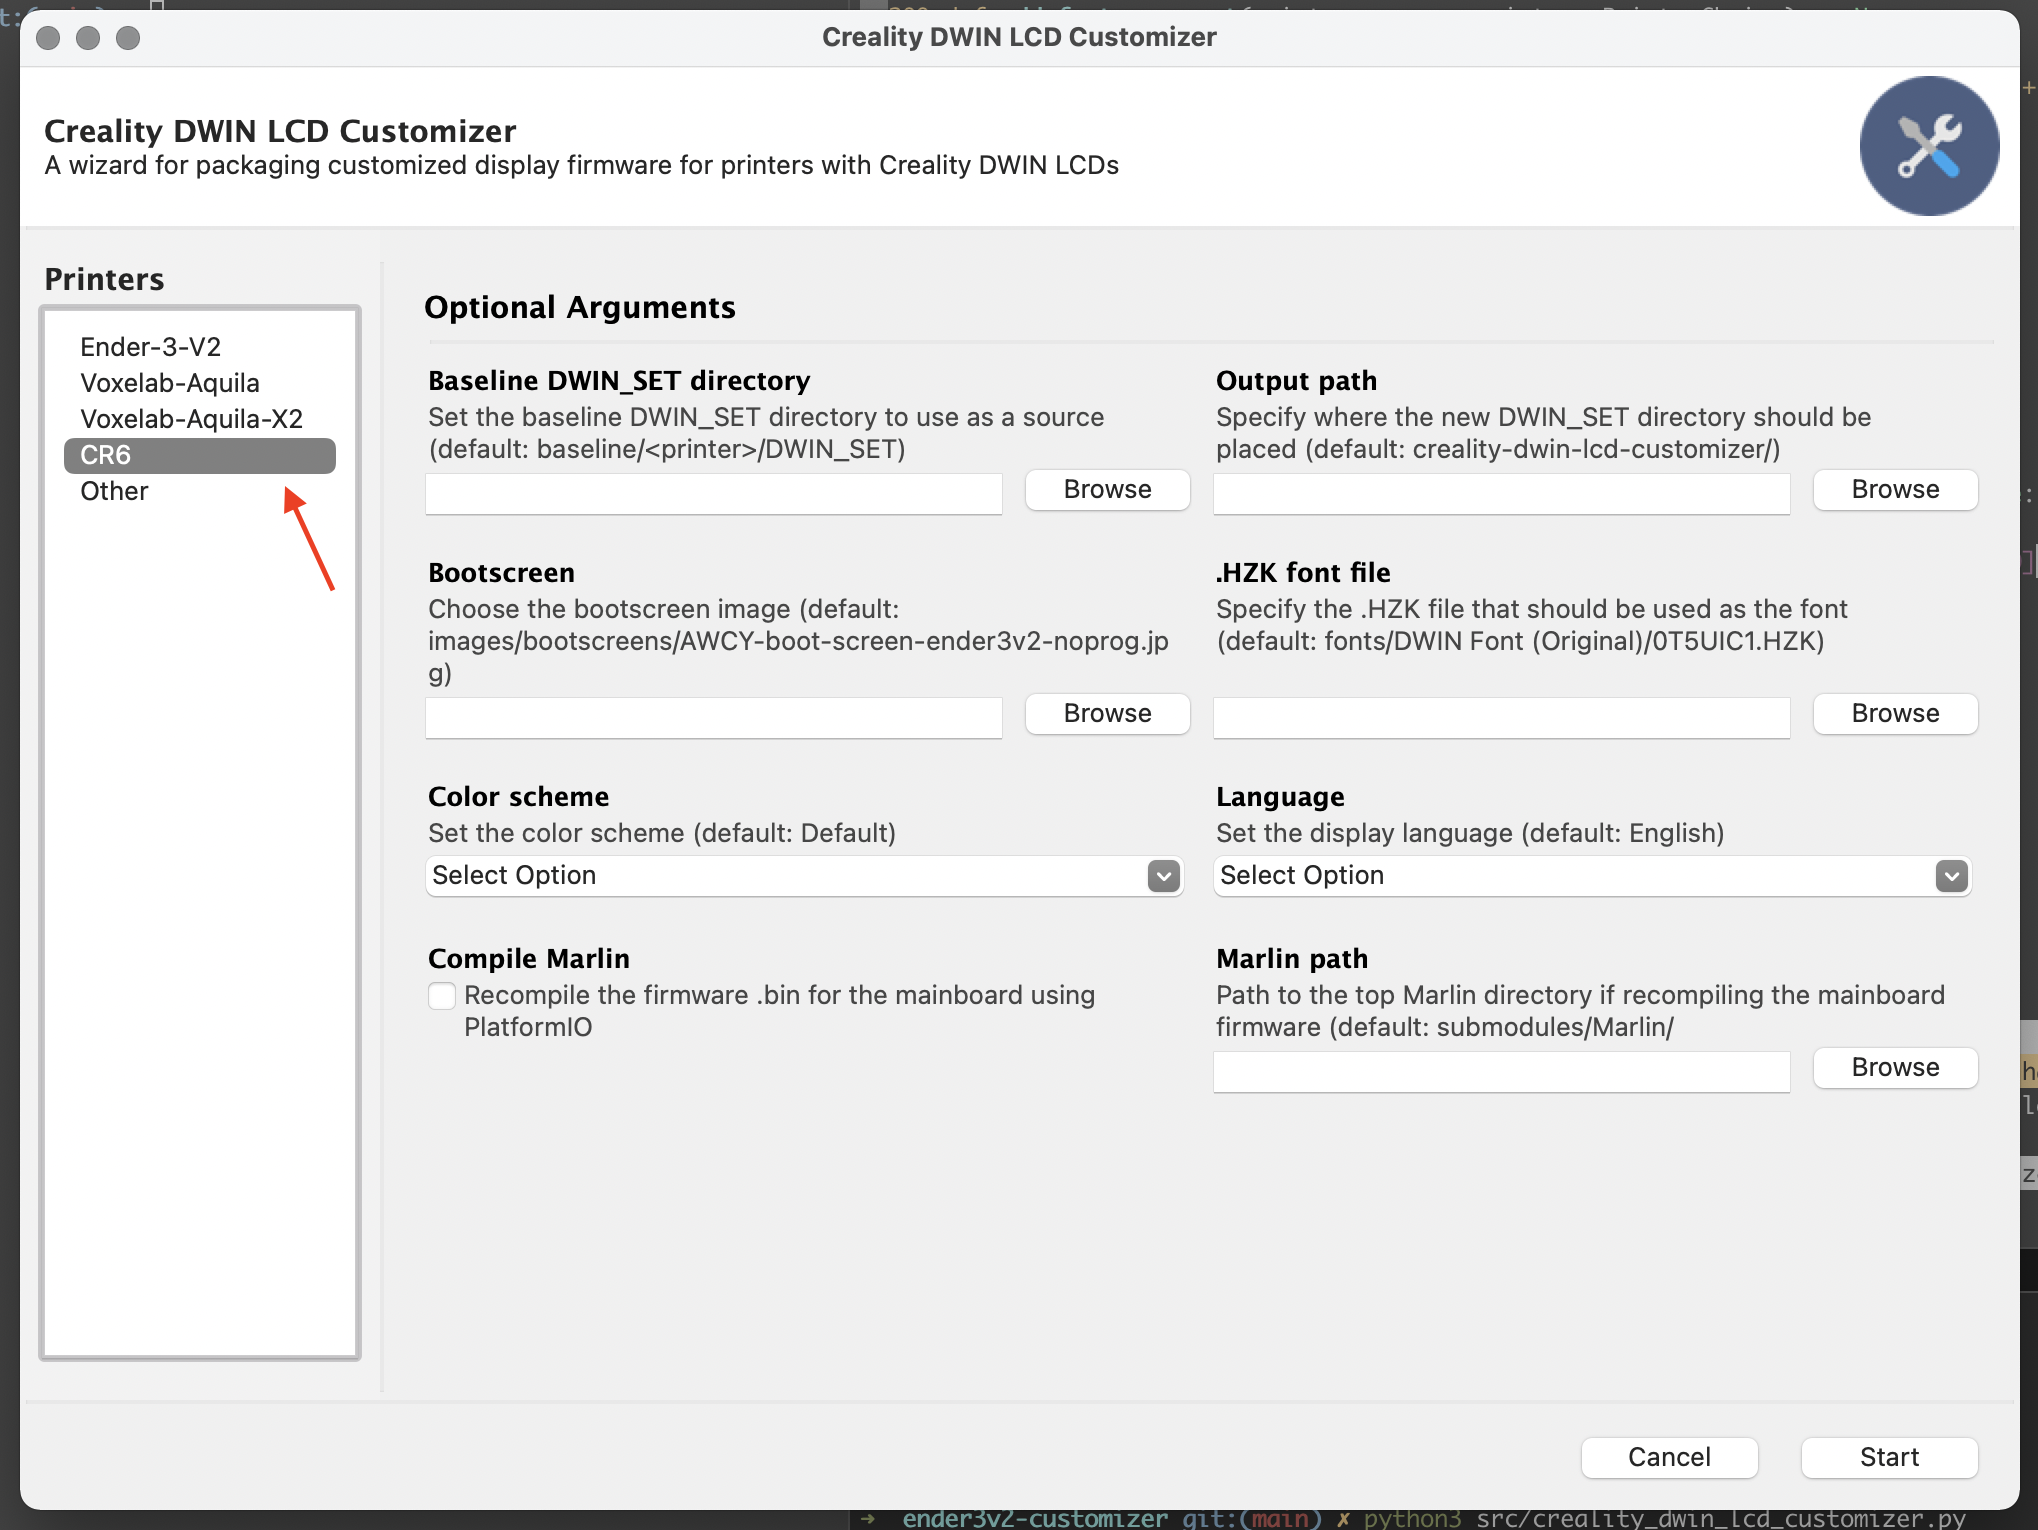 Creality DWIN LCD Customizer
Creality DWIN LCD Customizer
A wizard for packaging customized display firmware for printers with Creality DWIN LCDs
Printers
Ender-3-V2
Voxelab-Aquila
Voxelab-Aquila-X2
CR6
Other
Optional Arguments
Baseline DWIN_SET directory
Set the baseline DWIN_SET directory to use as a source
(default: baseline/<printer>/DWIN_SET)
Browse
Output path
Specify where the new DWIN_SET directory should be
placed (default: creality-dwin-lcd-customizer/)
Browse
Bootscreen
Choose the bootscreen image (default:
images/bootscreens/AWCY-boot-screen-ender3v2-noprog.jp
g)
Browse
.HZK font file
Specify the .HZK file that should be used as the font
(default: fonts/DWIN Font (Original)/0T5UIC1.HZK)
Browse
Color scheme
Set the color scheme (default: Default)
Select Option
Language
Set the display language (default: English)
Select Option
Compile Marlin
Recompile the firmware .bin for the mainboard using
PlatformIO
Marlin path
Path to the top Marlin directory if recompiling the mainboard
firmware (default: submodules/Marlin/
Browse
Cancel
Start
→ ender3v2-customizer git:(main) ✗ python3 src/creality_dwin_lcd_customizer.py